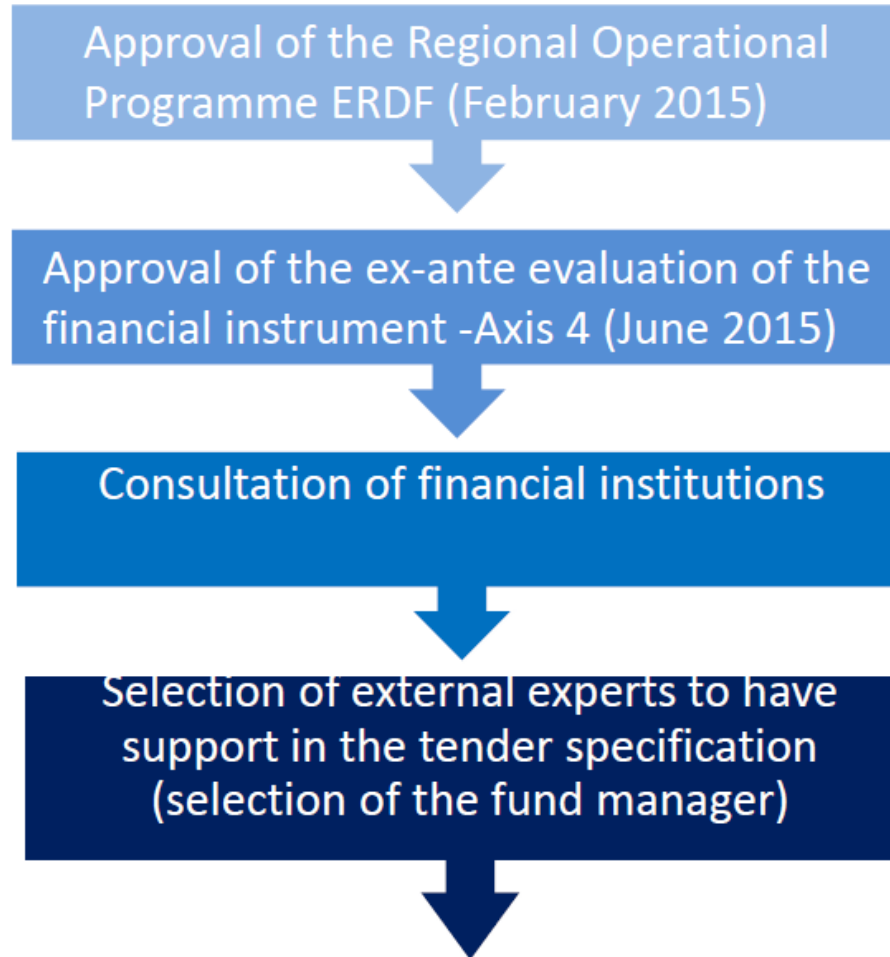 Approval of the Regional Operational
Programme ERDF (February 2015)
Approval of the ex-ante evaluation of the
financial instrument -Axis 4 (June 2015)
Consultation of financial institutions
Selection of external experts to have
support in the tender specification
(selection of the fund manager)